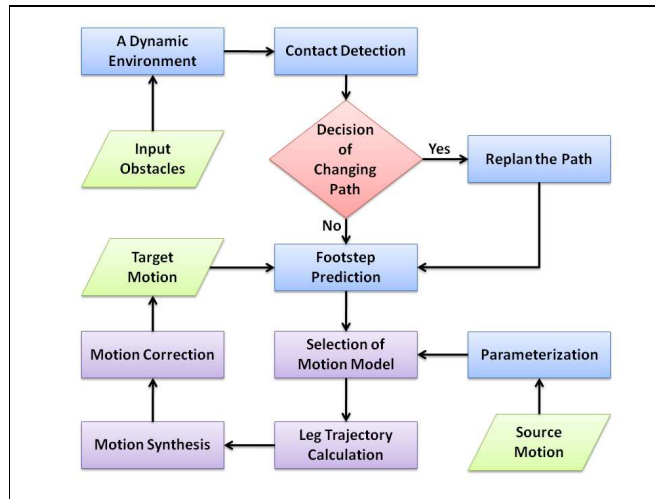 A Dynamic
Environment
Contact Detection
Input
Obstacles
Decision
of
Changing
Path
Yes
Replan the Path
No
Target
Motion
Footstep
Prediction
Motion Correction
Selection of
Motion Model
Parameterization
Motion Synthesis
Leg Trajectory
Calculation
Source
Motion